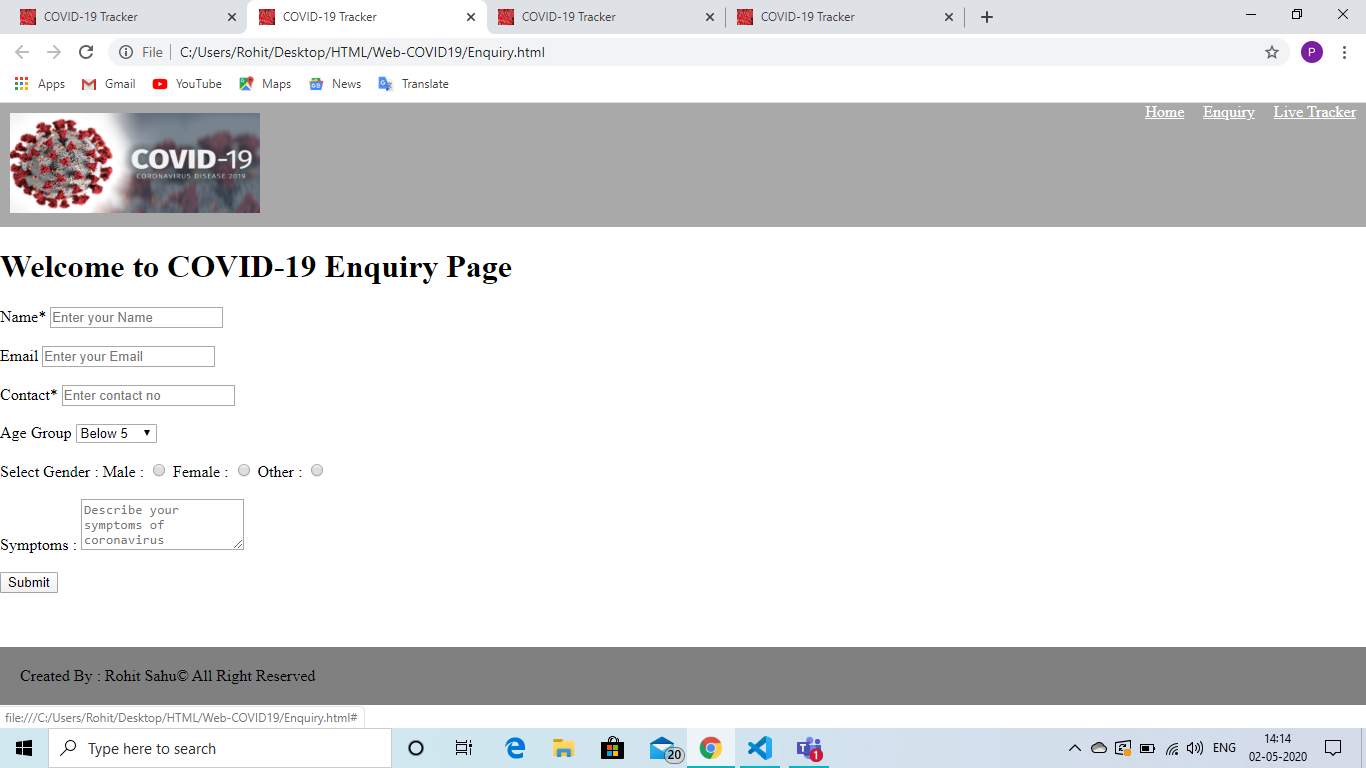 COVID-19 Tracker COVID-19 Tracker COVID-19 Tracker COVID-19 Tracker
File C:/Users/Rohit/Desktop/HTML/Web-COVID19/Enquiry.html P
Apps Gmail YouTube Maps News Translate
Home Enquiry Live Tracker
COVID-19
CORONAVIRUS DISEASE 2019
Welcome to COVID-19 Enquiry Page
Name* Enter your Name
Email Enter your Email
Contact* Enter contact no
Age Group Below 5
Select Gender : Male : Female : Other :
Describe your
symptoms of
coronavirus
Symptoms :
Submit
Created By : Rohit Sahu© All Right Reserved
file:///C:/Users/Rohit/Desktop/HTML/Web-COVID19/Enquiry.html#
Type here to search 20 1 ENG 14:14
02-05-2020